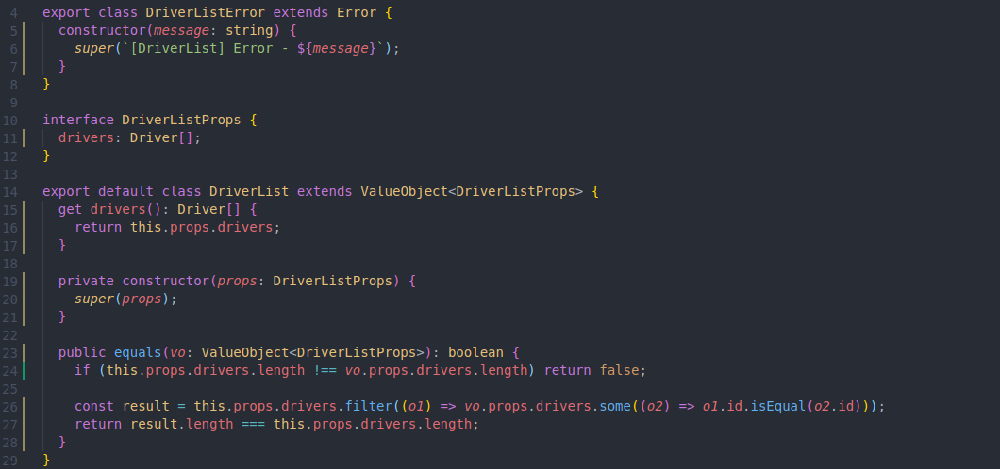 4 export class DriverListError extends Error {
5   constructor(message: string) {
6     super(`[DriverList] Error - ${message}`);
7   }
8 }
9
10 interface DriverListProps {
11   drivers: Driver[];
12 }
13
14 export default class DriverList extends ValueObject<DriverListProps> {
15   get drivers(): Driver[] {
16     return this.props.drivers;
17   }
18
19   private constructor(props: DriverListProps) {
20     super(props);
21   }
22
23   public equals(vo: ValueObject<DriverListProps>): boolean {
24     if (this.props.drivers.length !== vo.props.drivers.length) return false;
25
26     const result = this.props.drivers.filter((o1) => vo.props.drivers.some((o2) => o1.id.isEqual(o2.id)));
27     return result.length === this.props.drivers.length;
28   }
29 }